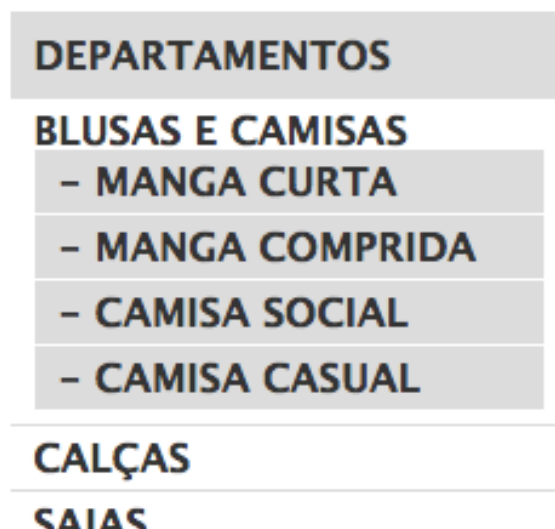 DEPARTAMENTOS
BLUSAS E CAMISAS
– MANGA CURTA
– MANGA COMPRIDA
– CAMISA SOCIAL
– CAMISA CASUAL
CALÇAS
SAIAS